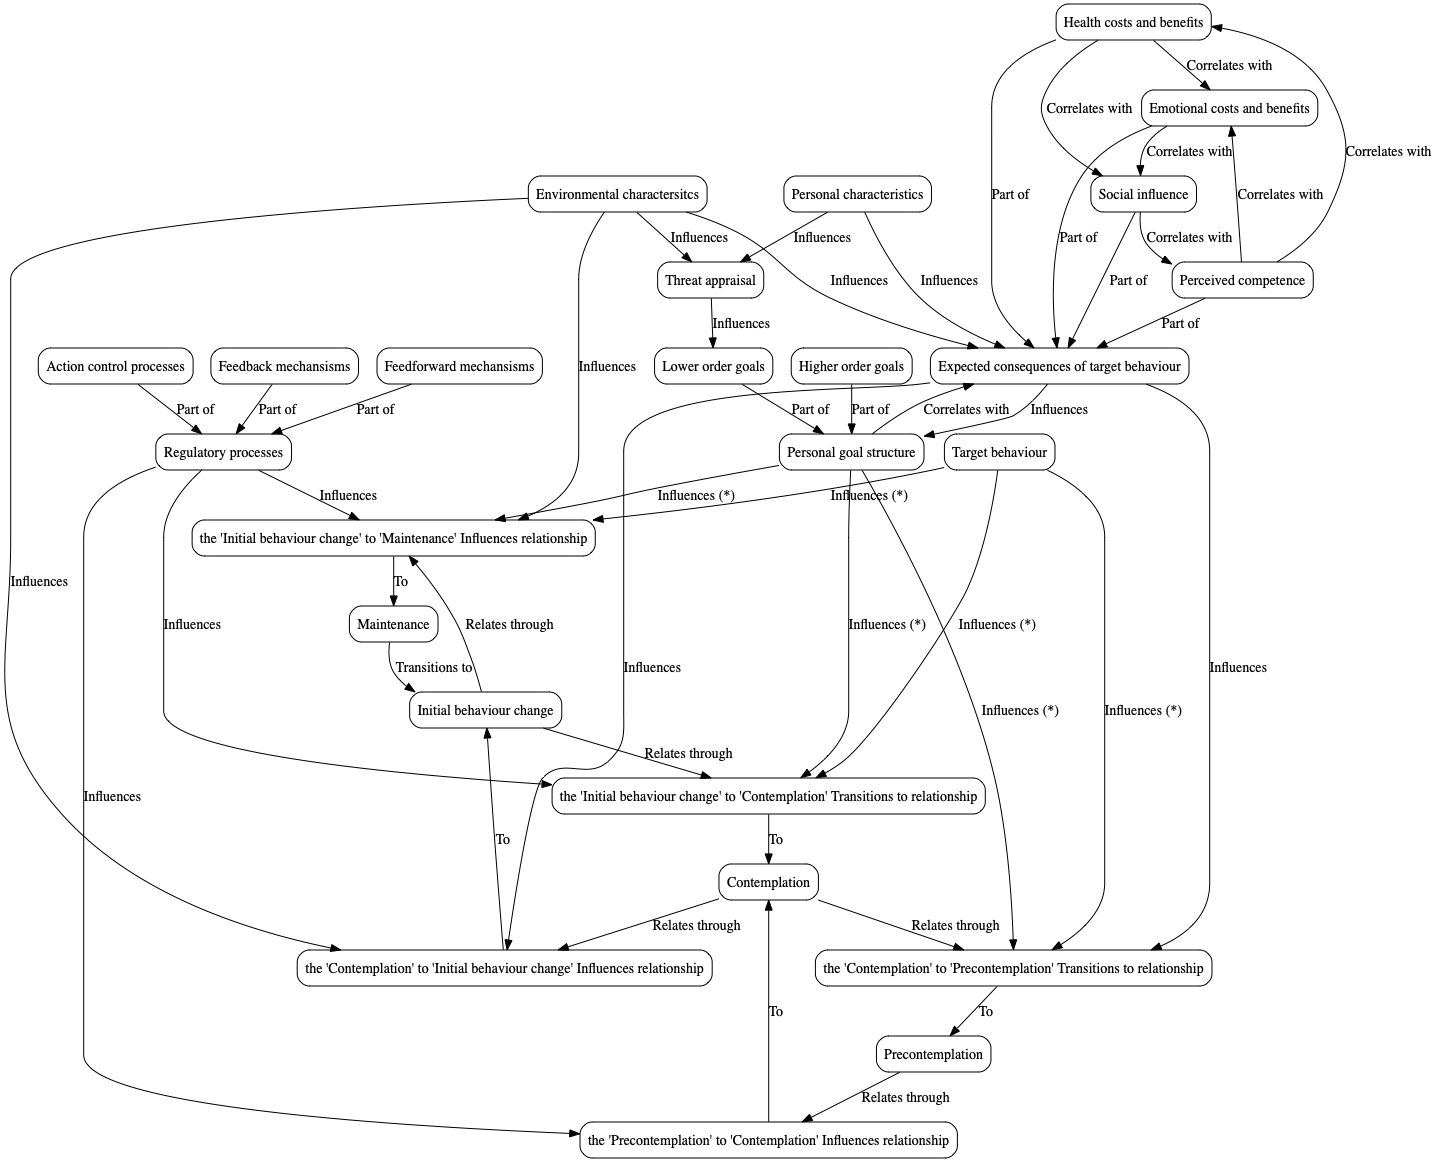 Health costs and benefits
Correlates with
Emotional costs and benefits
Correlates with
Correlates with
Correlates with
Environmental charactersitcs
Personal characteristics
Part of
Social influence
Correlates with
Influences
Influences
Part of
Correlates with
Threat appraisal
Influences
Influences
Part of
Perceived competence
Influences
Part of
Action control processes
Feedback mechansisms
Feedforward mechansisms
Influences
Lower order goals
Higher order goals
Expected consequences of target behaviour
Part of
Part of
Part of
Part of
Part of
Correlates with
Influences
Regulatory processes
Personal goal structure
Target behaviour
Influences
Influences (*)
Influences (*)
the 'Initial behaviour change' to 'Maintenance' Influences relationship
Influences
To
Maintenance
Influences
Relates through
Influences (*)
Influences (*)
Transitions to
Influences
Influences
Initial behaviour change
Influences (*)
Influences (*)
Relates through
Influences
the 'Initial behaviour change' to 'Contemplation' Transitions to relationship
To
To
Contemplation
Relates through
Relates through
the 'Contemplation' to 'Initial behaviour change' Influences relationship
the 'Contemplation' to 'Precontemplation' Transitions to relationship
To
To
Precontemplation
Relates through
the 'Precontemplation' to 'Contemplation' Influences relationship